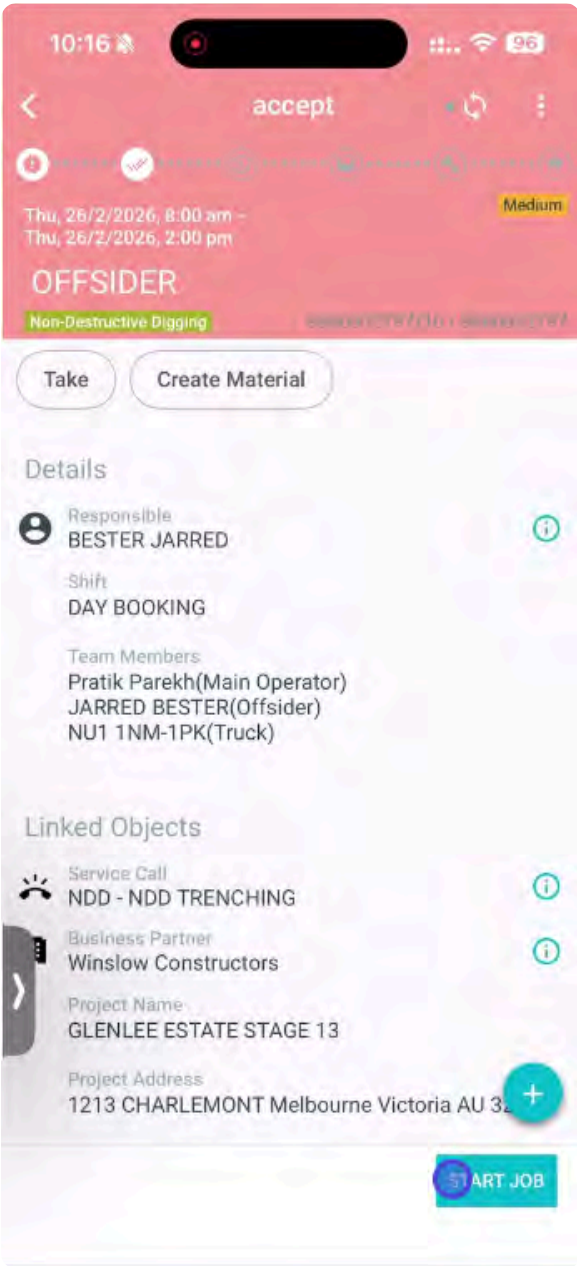 10:16
96
accept
Medium
Thu, 26/2/2026, 8:00 am -
Thu, 26/2/2026, 2:00 pm
OFFSIDER
Non-Destructive Digging
Take
Create Material
Details
Responsible
BESTER JARRED
Shift
DAY BOOKING
Team Members
Pratik Parekh(Main Operator)
JARRED BESTER(Offsider)
NU1 1NM-1PK(Truck)
Linked Objects
Service Call
NDD - NDD TRENCHING
Business Partner
Winslow Constructors
Project Name
GLENLEE ESTATE STAGE 13
Project Address
1213 CHARLEMONT Melbourne Victoria AU
START JOB